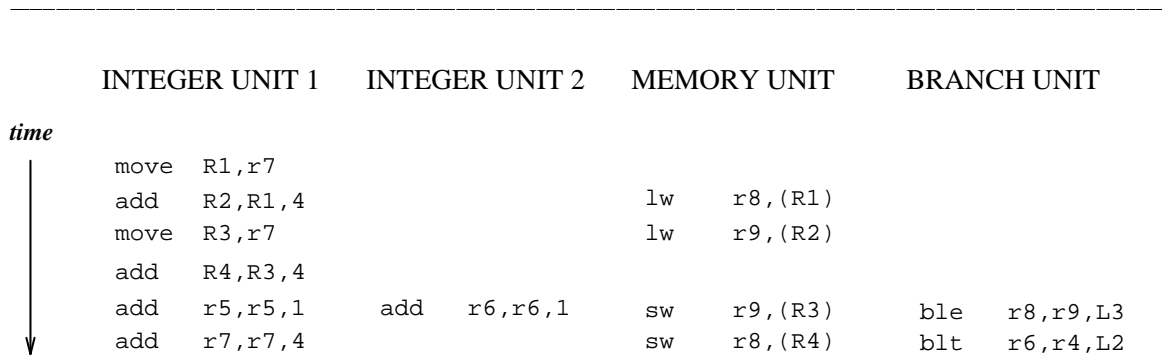 INTEGER UNIT 1 INTEGER UNIT 2 MEMORY UNIT BRANCH UNIT
time
move R1,r7
add R2,R1,4 lw r8,(R1)
move R3,r7 lw r9,(R2)
add R4,R3,4
add r5,r5,1 add r6,r6,1 sw r9,(R3) ble r8,r9,L3
add r7,r7,4 sw r8,(R4) blt r6,r4,L2